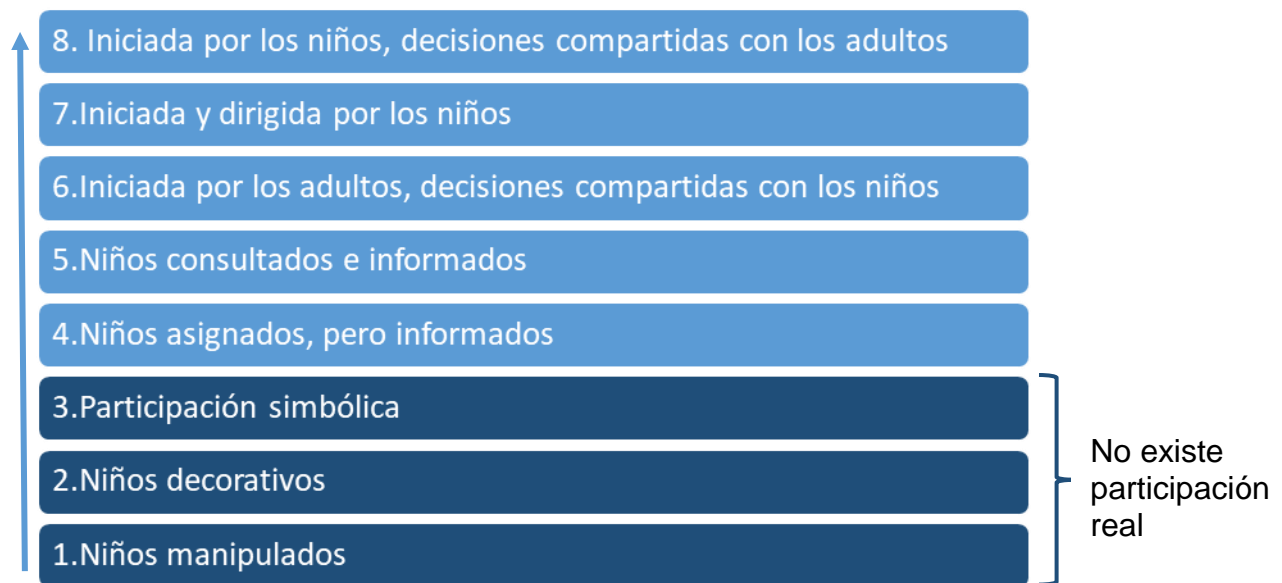 8. Iniciada por los niños, decisiones compartidas con los adultos
7.Iniciada y dirigida por los niños
6.Iniciada por los adultos, decisiones compartidas con los niños
5.Niños consultados e informados
4.Niños asignados, pero informados
3.Participación simbólica
2.Niños decorativos
1.Niños manipulados
No existe
participación
real